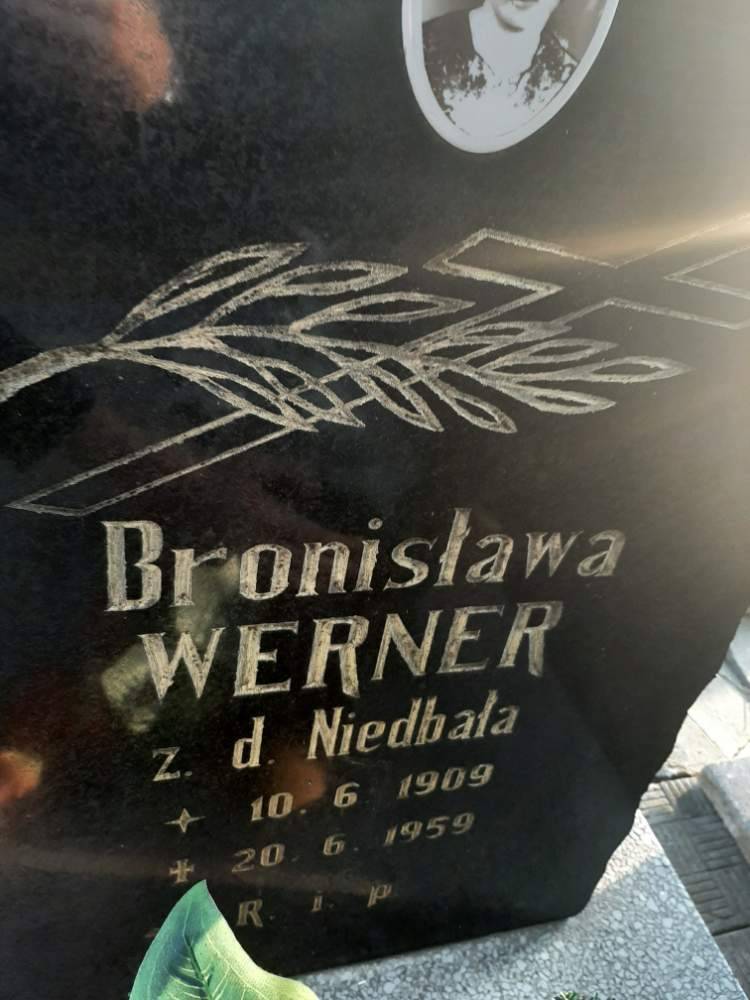 Bronisława
WERNER
z. d. Niedbała
10. 6 1909
20. 6. 1959
R. i. p